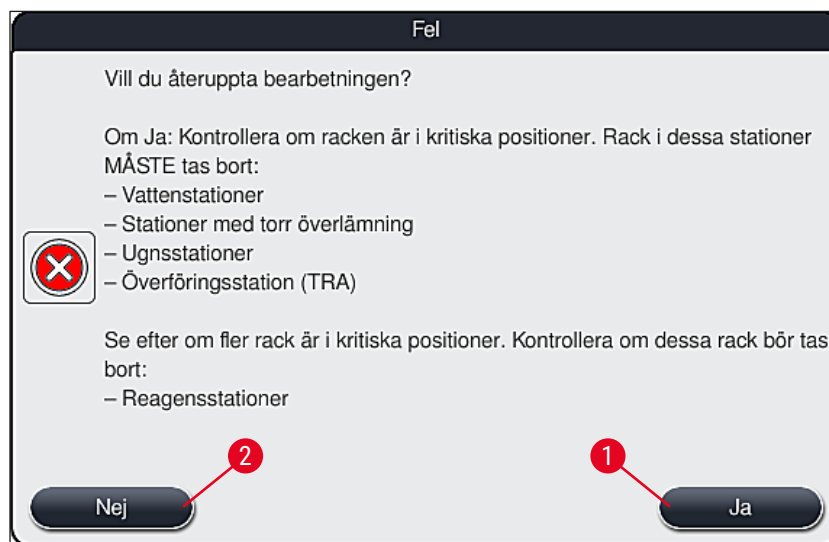 Fel
Vill du återuppta bearbetningen?
Om Ja: Kontrollera om racken är i kritiska positioner. Rack i dessa stationer
MÅSTE tas bort:
– Vattenstationer
– Stationer med torr överlämning
– Ugnsstationer
– Överföringsstation (TRA)
Se efter om fler rack är i kritiska positioner. Kontrollera om dessa rack bör tas
bort:
– Reagensstationer
2
1
Nej
Ja